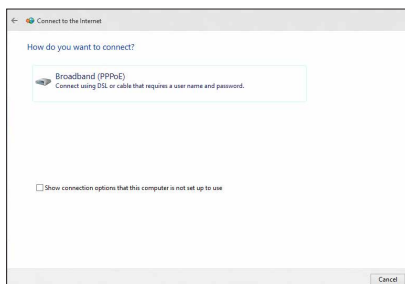 Connect to the Internet
How do you want to connect?
Broadband (PPPoE)
Connect using DSL or cable that requires a user name and password.
Show connection options that this computer is not set up to use
Cancel